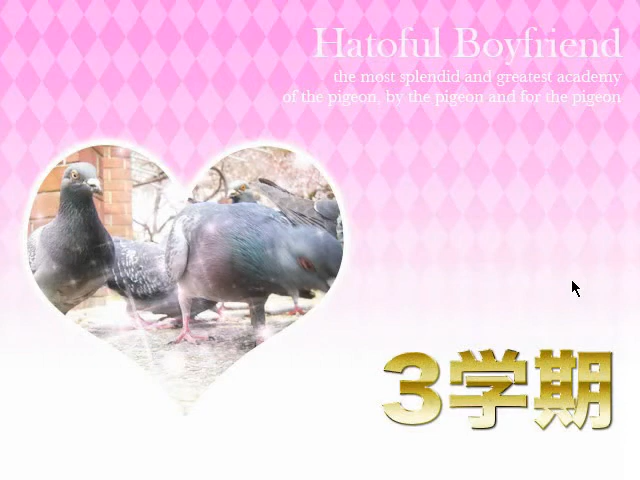 Hatoful Boyfriend
the most splendid and greatest academy
of the pigeon, by the pigeon and for the pigeon
3学期